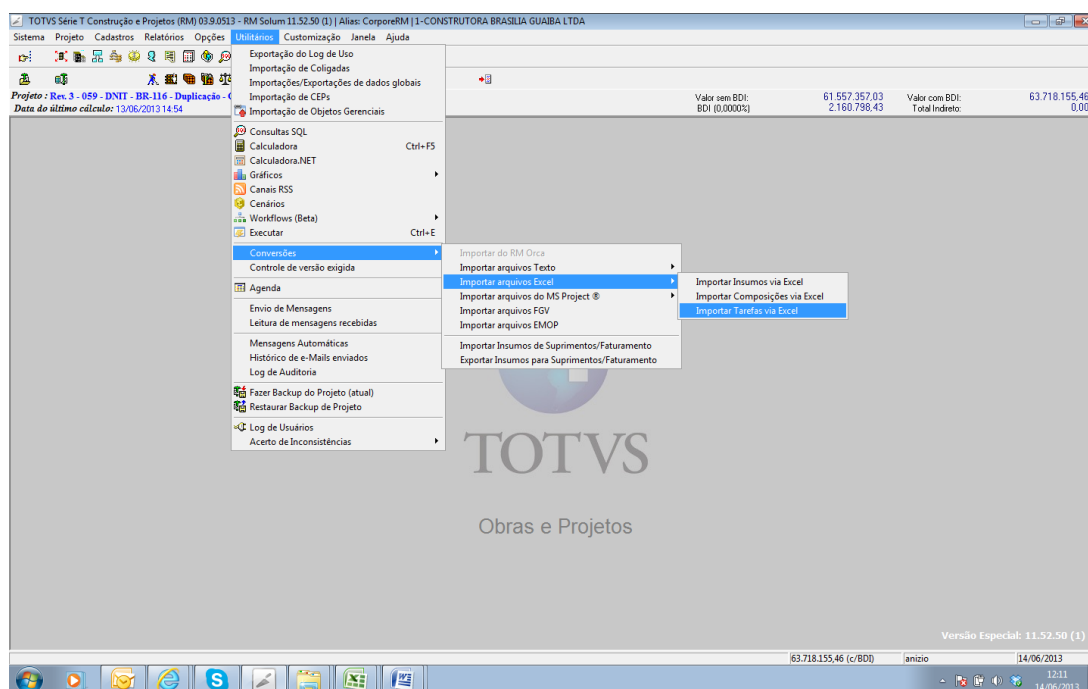 TOTVS Série T Construção e Projetos (RM) 03.9.0513 - RM Solum 11.52.50 (1) | Alias: CorporeRM | 1-CONSTRUTORA BRASILIA GUAIBA LTDA
Sistema Projeto Cadastros Relatórios Opções Utilitários Customização Janela Ajuda
Projeto : Rev. 3 - 059 - DNIT - BR-116 - Duplicação -
Data do último cálculo: 13/06/2013 14:54
Valor sem BDI: 61.557.357,03 Valor com BDI: 63.718.155,46
BDI (0,0000%) 2.160.798,43 Total Indireto: 0,00
Exportação do Log de Uso
Importação de Coligadas
Importações/Exportações de dados globais
Importação de CEPs
Importação de Objetos Gerenciais
Consultas SQL
Calculadora Ctrl+F5
Calculadora.NET
Gráficos
Canais RSS
Cenários
Workflows (Beta)
Executar Ctrl+E
Conversões
Controle de versão exigida
Agenda
Envio de Mensagens
Leitura de mensagens recebidas
Mensagens Automáticas
Histórico de e-Mails enviados
Log de Auditoria
Fazer Backup do Projeto (atual)
Restaurar Backup de Projeto
Log de Usuários
Acerto de Inconsistências
Importar do RM Orca
Importar arquivos Texto
Importar arquivos Excel
Importar arquivos do MS Project ®
Importar arquivos FGV
Importar arquivos EMOP
Importar Insumos de Suprimentos/Faturamento
Exportar Insumos para Suprimentos/Faturamento
Importar Insumos via Excel
Importar Composições via Excel
Importar Tarefas via Excel
TOTVS
Obras e Projetos
Versão Especial: 11.52.50 (1)
63.718.155,46 (c/BDI) anizio 14/06/2013
12:11
14/06/2013